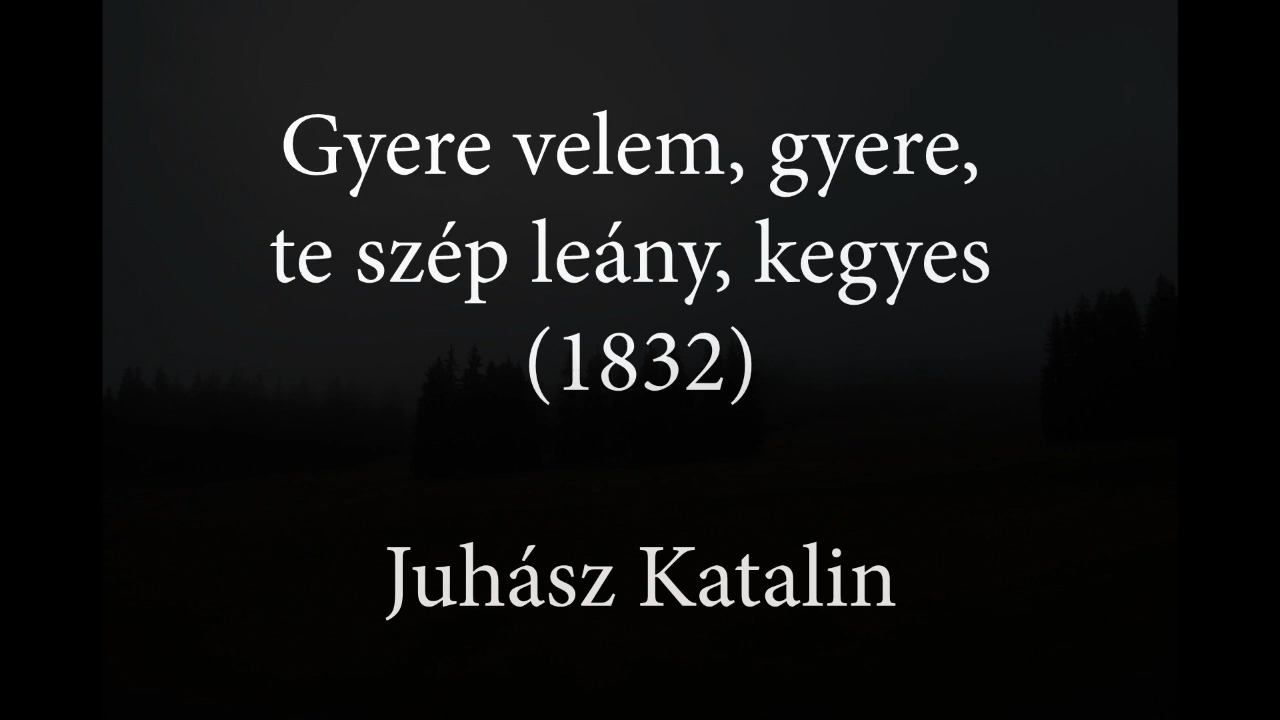 Gyere velem, gyere,
te szép leány, kegyes
(1832)
Juhász Katalin